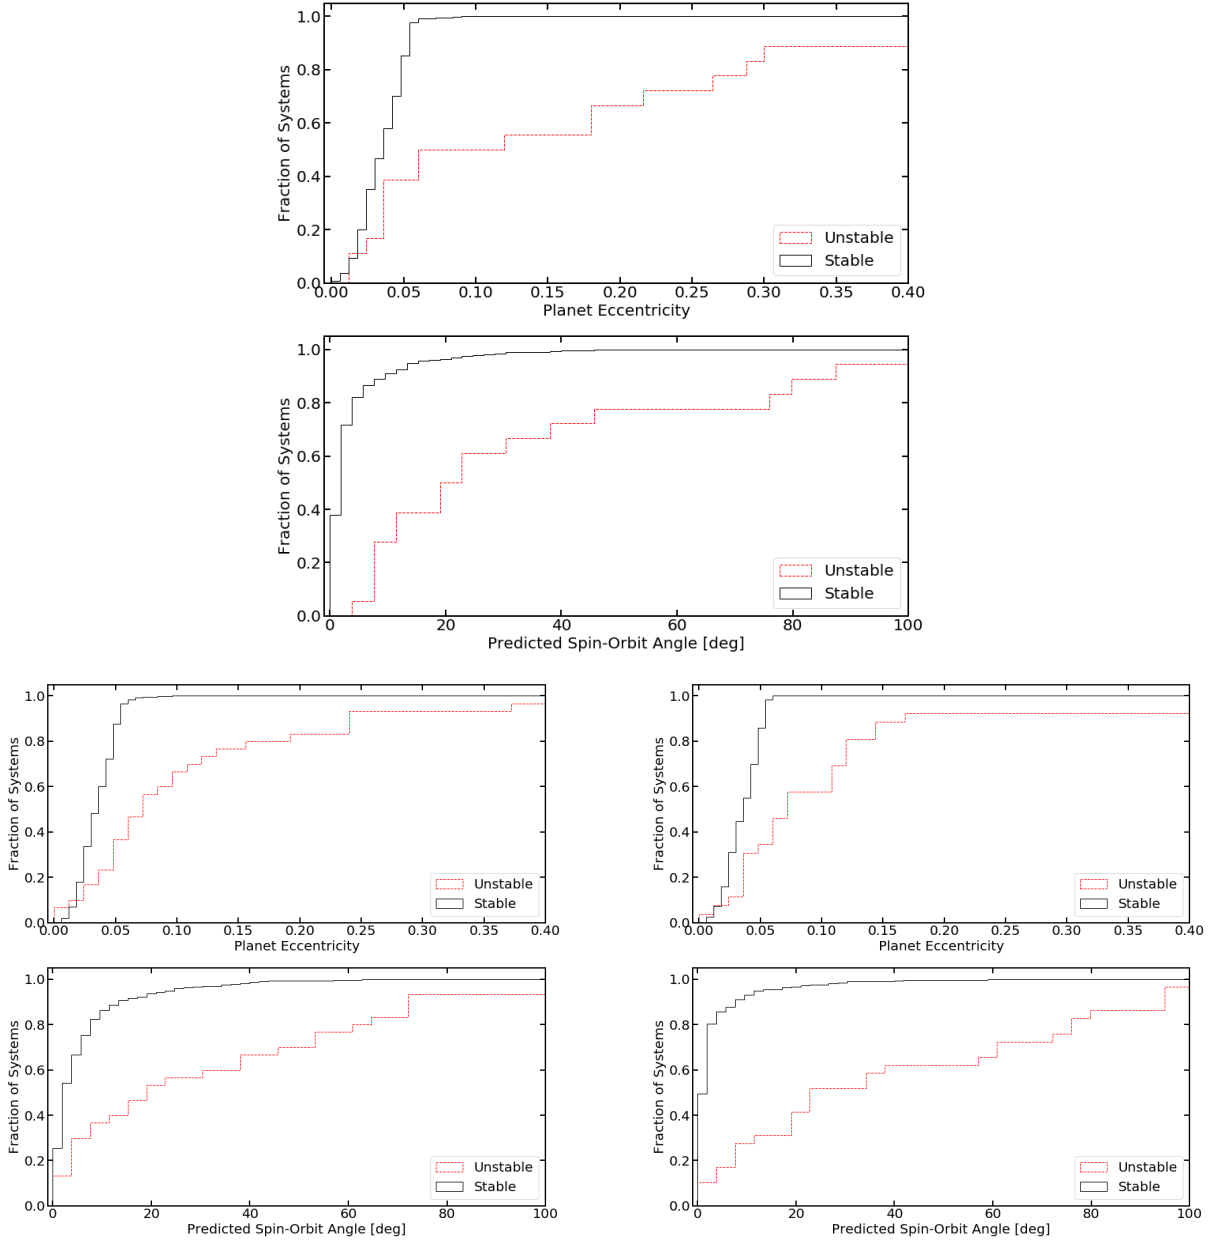 Fraction of Systems
1.0
0.8
0.6
0.4
0.2
0.0
Unstable
Stable
0.00 0.05 0.10 0.15 0.20 0.25 0.30 0.35 0.40
Planet Eccentricity
Fraction of Systems
1.0
0.8
0.6
0.4
0.2
0.0
Unstable
Stable
0 20 40 60 80 100
Predicted Spin-Orbit Angle [deg]
Fraction of Systems
1.0
0.8
0.6
0.4
0.2
0.0
Unstable
Stable
0.00 0.05 0.10 0.15 0.20 0.25 0.30 0.35 0.40
Planet Eccentricity
Fraction of Systems
1.0
0.8
0.6
0.4
0.2
0.0
Unstable
Stable
0.00 0.05 0.10 0.15 0.20 0.25 0.30 0.35 0.40
Planet Eccentricity
Fraction of Systems
1.0
0.8
0.6
0.4
0.2
0.0
Unstable
Stable
0 20 40 60 80 100
Predicted Spin-Orbit Angle [deg]
Fraction of Systems
1.0
0.8
0.6
0.4
0.2
0.0
Unstable
Stable
0 20 40 60 80 100
Predicted Spin-Orbit Angle [deg]